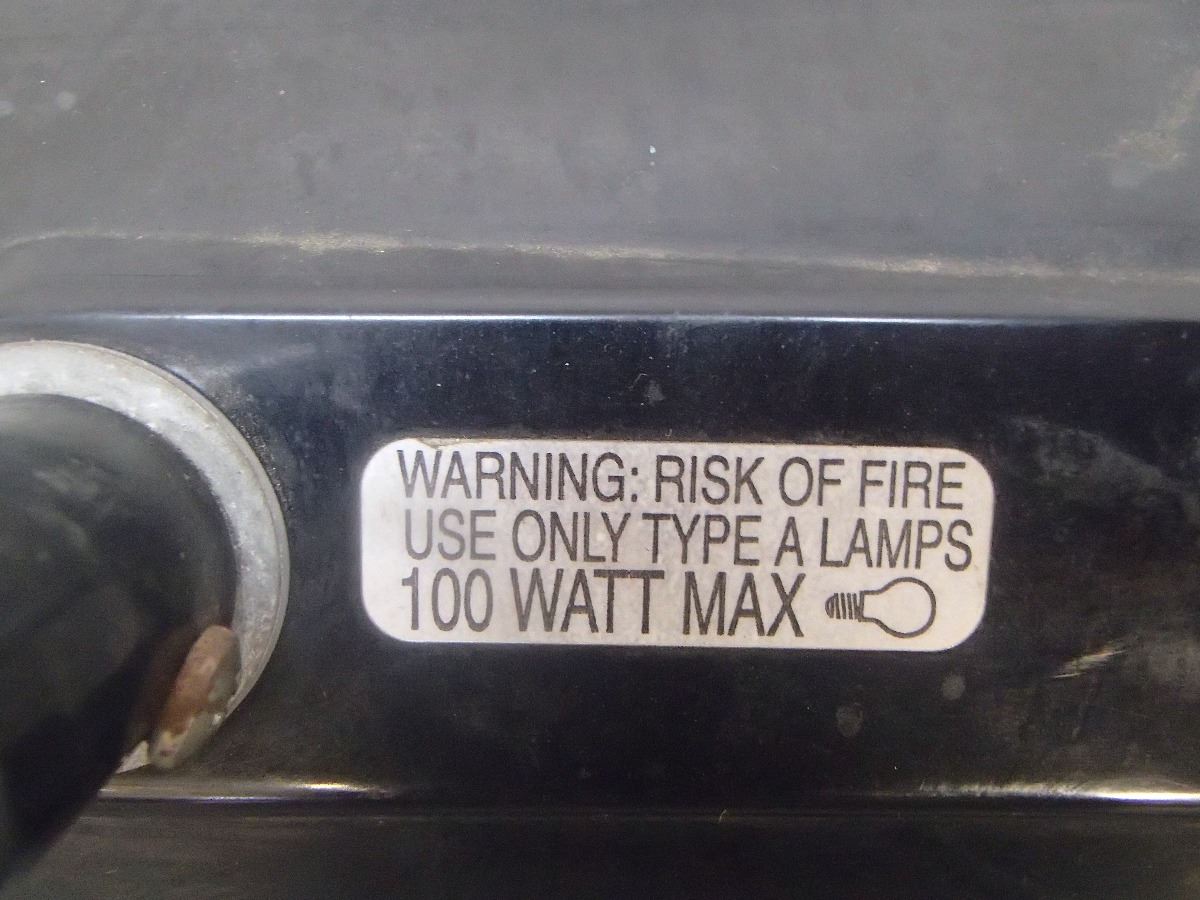 WARNING: RISK OF FIRE
USE ONLY TYPE A LAMPS
100 WATT MAX